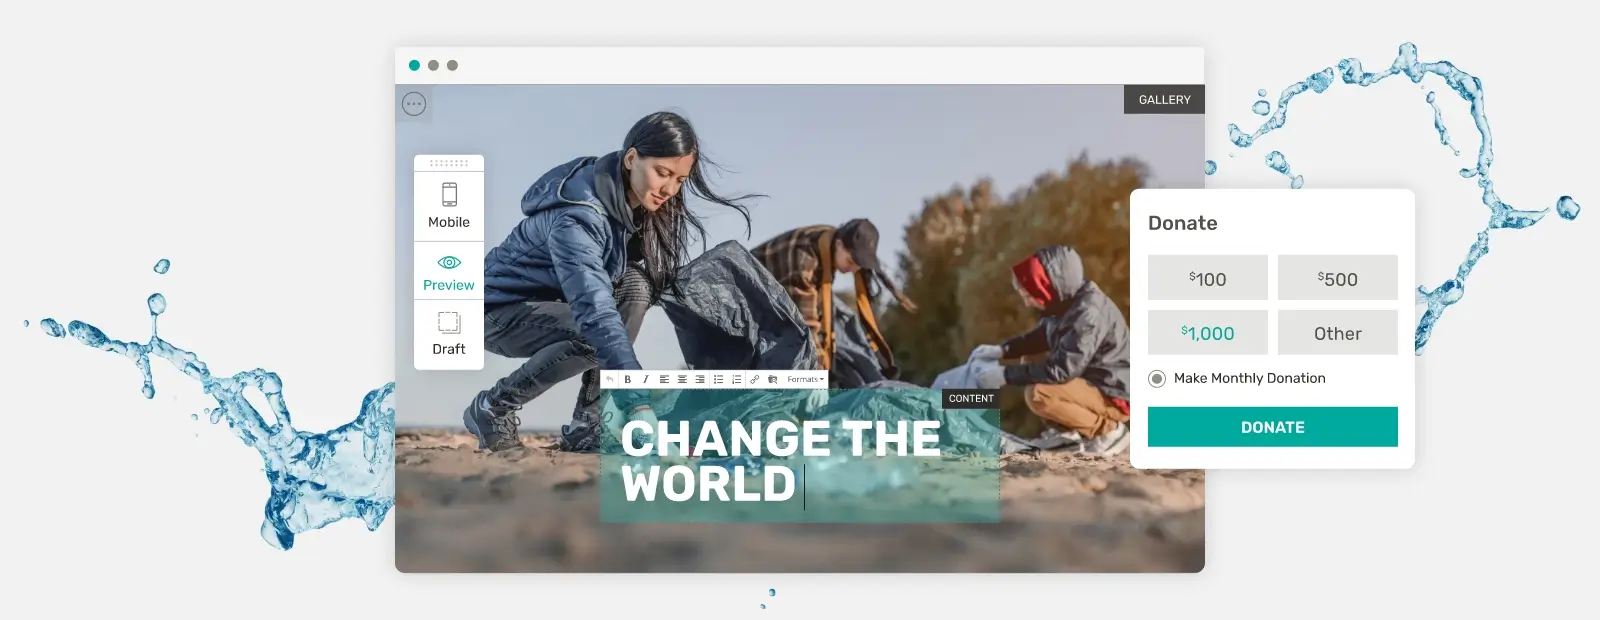 GALLERY
Mobile
Preview
Draft
B I Formats
CONTENT
CHANGE THE
WORLD
Donate
$100 $500
$1,000 Other
Make Monthly Donation
DONATE